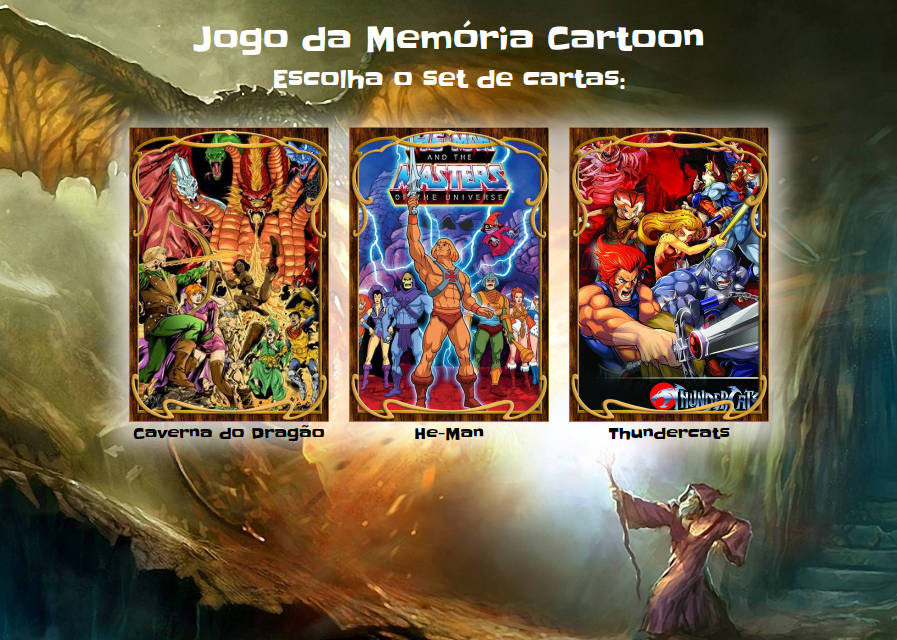 Jogo da Memória Cartoon
Escolha o set de cartas:
HE-MAN
AND THE
MASTERS
OF THE UNIVERSE
THUNDERCATS
Caverna do Dragão
He-Man
Thundercats